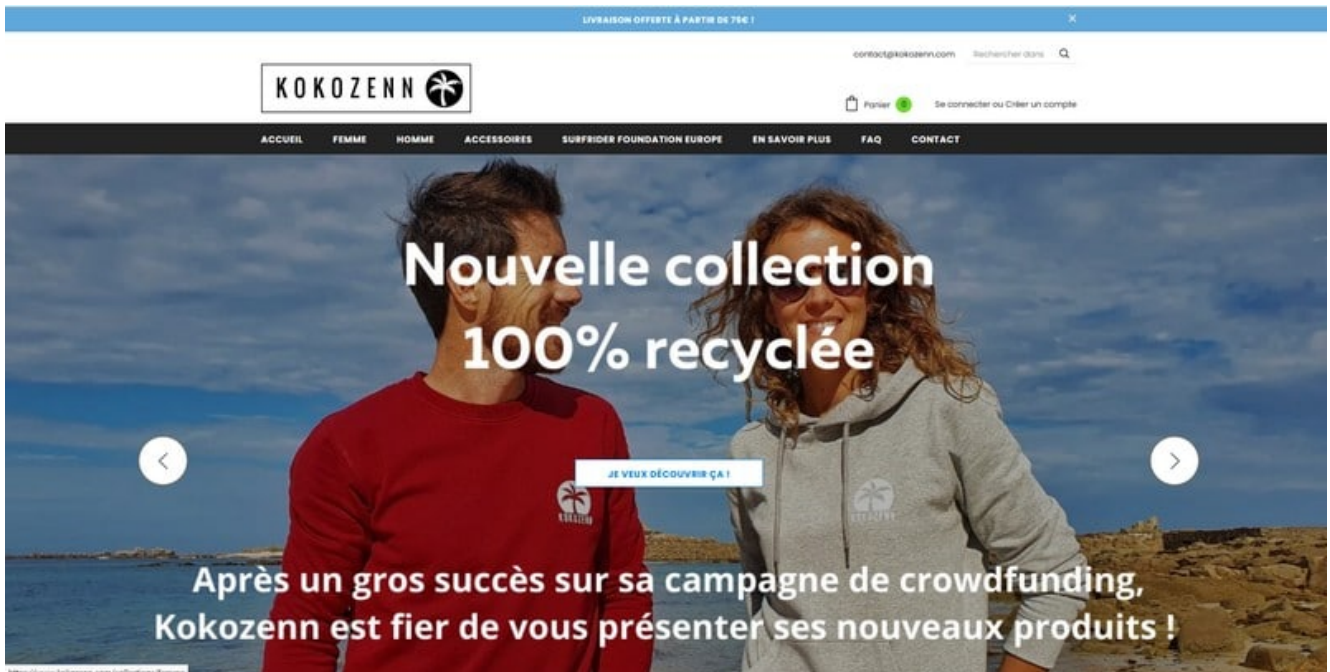 LIVRAISON OFFERTE À PARTIR DE 75€ !
contact@kokozenn.com Rechercher dans
KOKOZENN
Panier 0 Se connecter ou Créer un compte
ACCUEIL FEMME HOMME ACCESSOIRES SURFRIDER FOUNDATION EUROPE EN SAVOIR PLUS FAQ CONTACT
Nouvelle collection
100% recyclée
JE VEUX DÉCOUVRIR ÇA !
KOKOZENN
KOKOZENN
Après un gros succès sur sa campagne de crowdfunding,
Kokozenn est fier de vous présenter ses nouveaux produits !